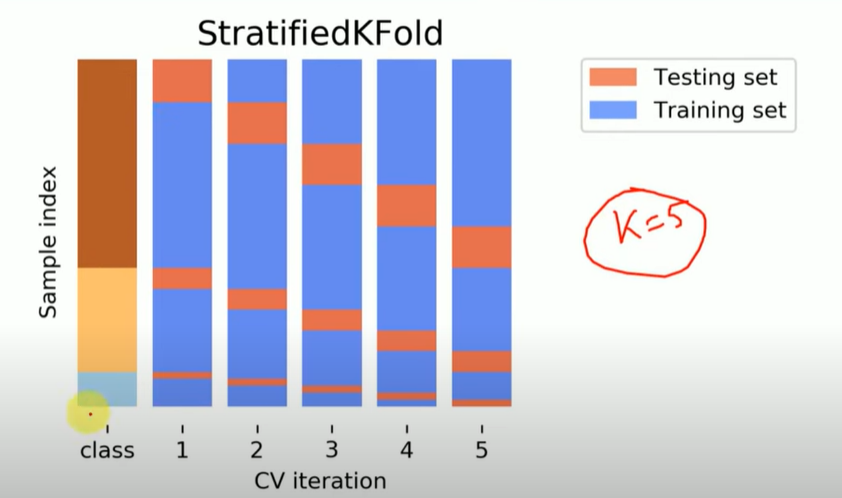 StratifiedKFold
Testing set
Training set
Sample index
K=5
class 1 2 3 4 5
CV iteration